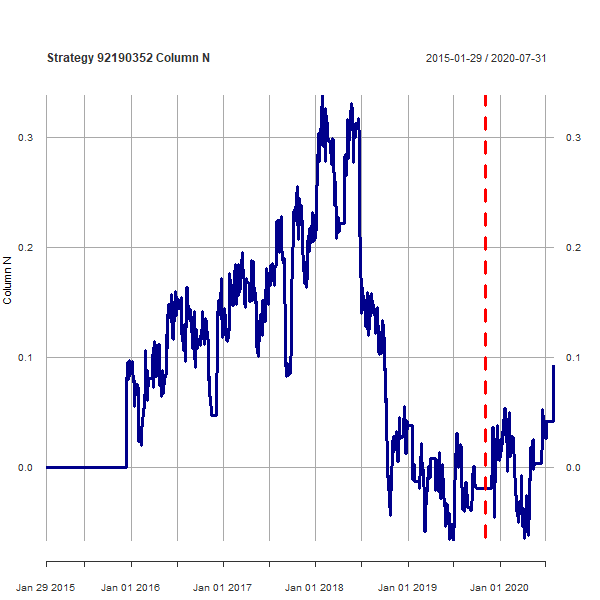 Strategy 92190352 Column N
2015-01-29 / 2020-07-31
0.3
0.3
0.2
0.2
Column N
0.1
0.1
0.0
0.0
Jan 29 2015
Jan 01 2016
Jan 01 2017
Jan 01 2018
Jan 01 2019
Jan 01 2020